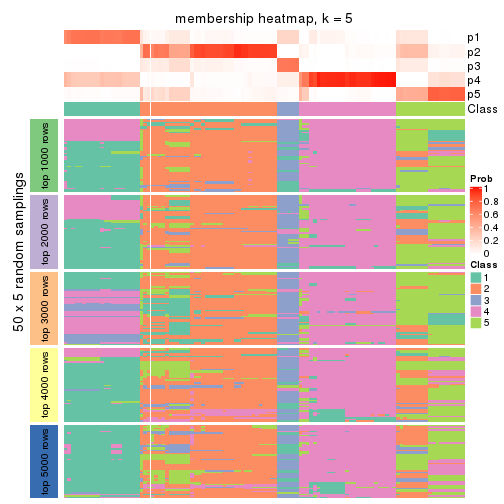 membership heatmap, k = 5
p1
p2
p3
p4
p5
Class
50 x 5 random samplings
top 1000 rows
top 2000 rows
top 3000 rows
top 4000 rows
top 5000 rows
Prob
1
0.8
0.6
0.4
0.2
0
Class
1
2
3
4
5